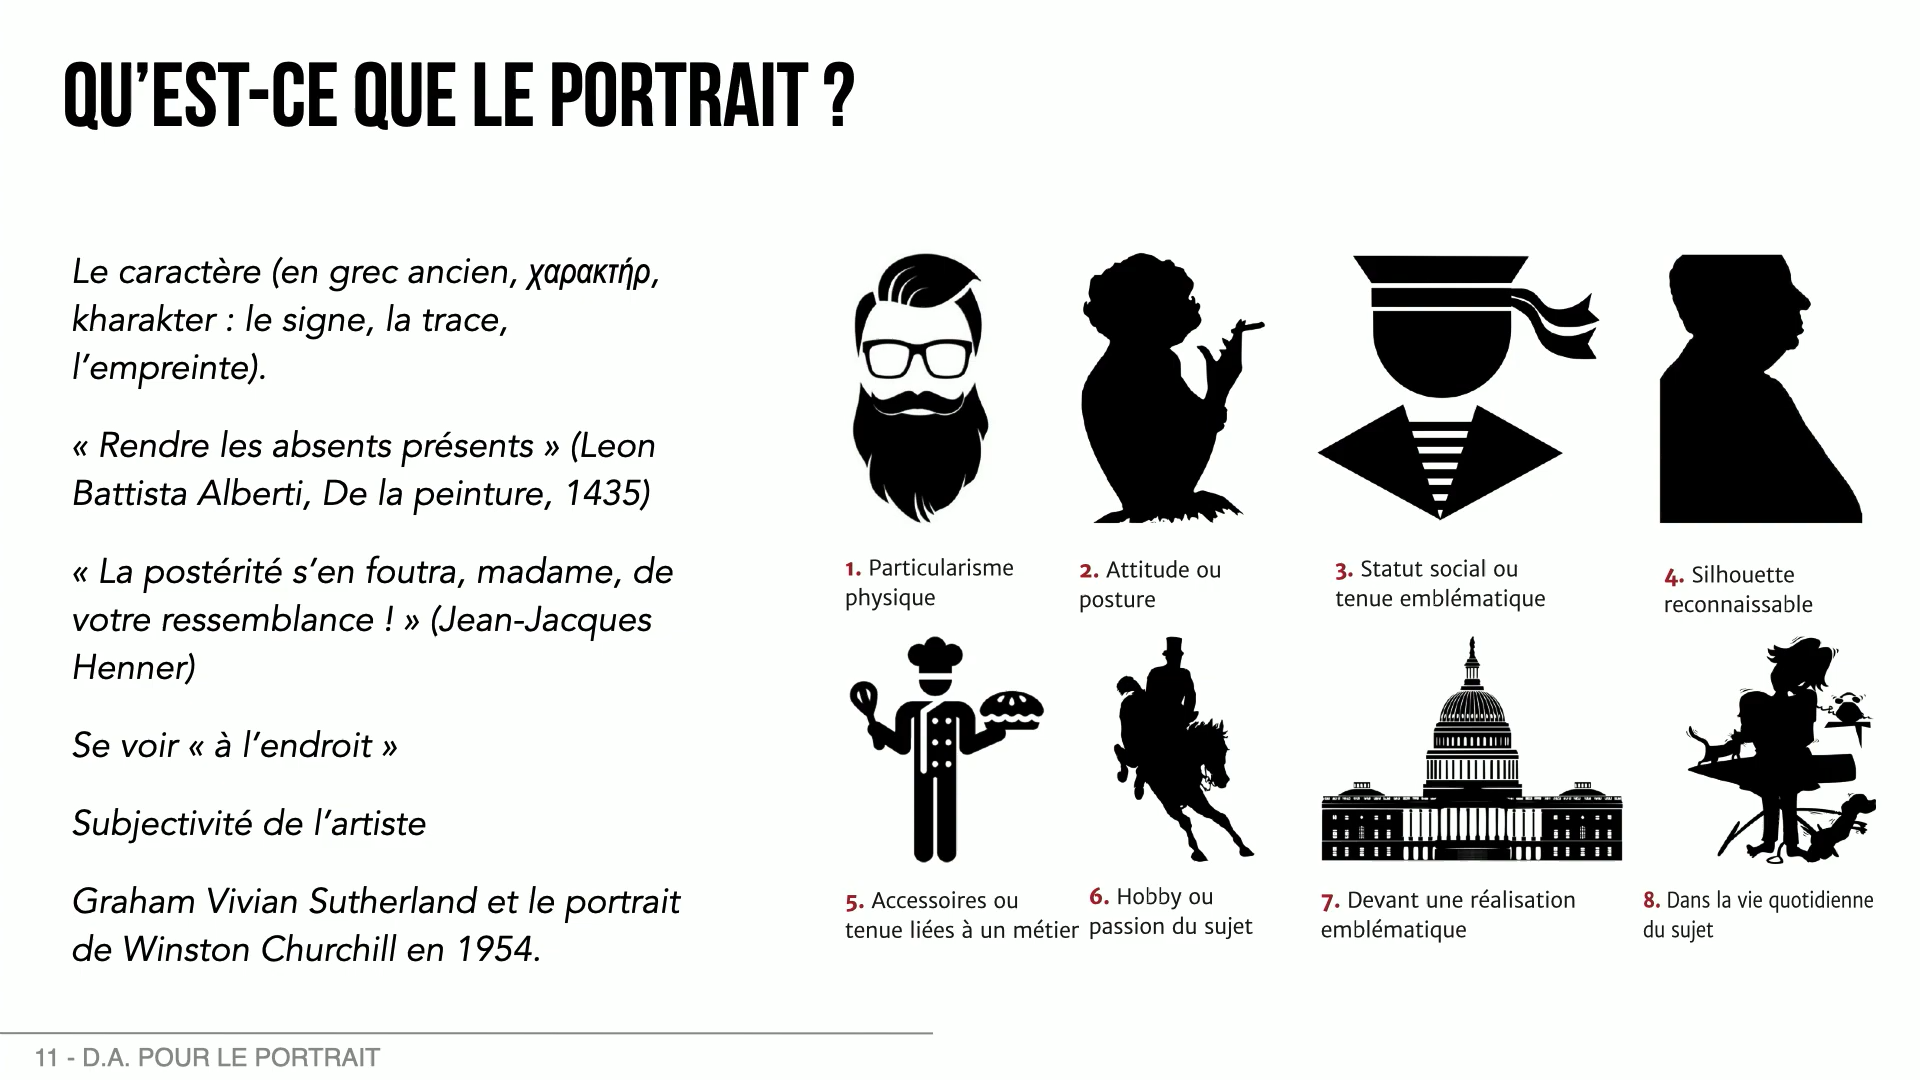 QU’EST-CE QUE LE PORTRAIT ?
Le caractère (en grec ancien, χαρακτήρ,
kharakter : le signe, la trace,
l’empreinte).
« Rendre les absents présents » (Leon
Battista Alberti, De la peinture, 1435)
« La postérité s’en foutra, madame, de
votre ressemblance ! » (Jean-Jacques
Henner)
Se voir « à l’endroit »
Subjectivité de l’artiste
Graham Vivian Sutherland et le portrait
de Winston Churchill en 1954.
1. Particularisme
physique
2. Attitude ou
posture
3. Statut social ou
tenue emblématique
4. Silhouette
reconnaissable
5. Accessoires ou
tenue liées à un métier
6. Hobby ou
passion du sujet
7. Devant une réalisation
emblématique
8. Dans la vie quotidienne
du sujet
11 - D.A. POUR LE PORTRAIT